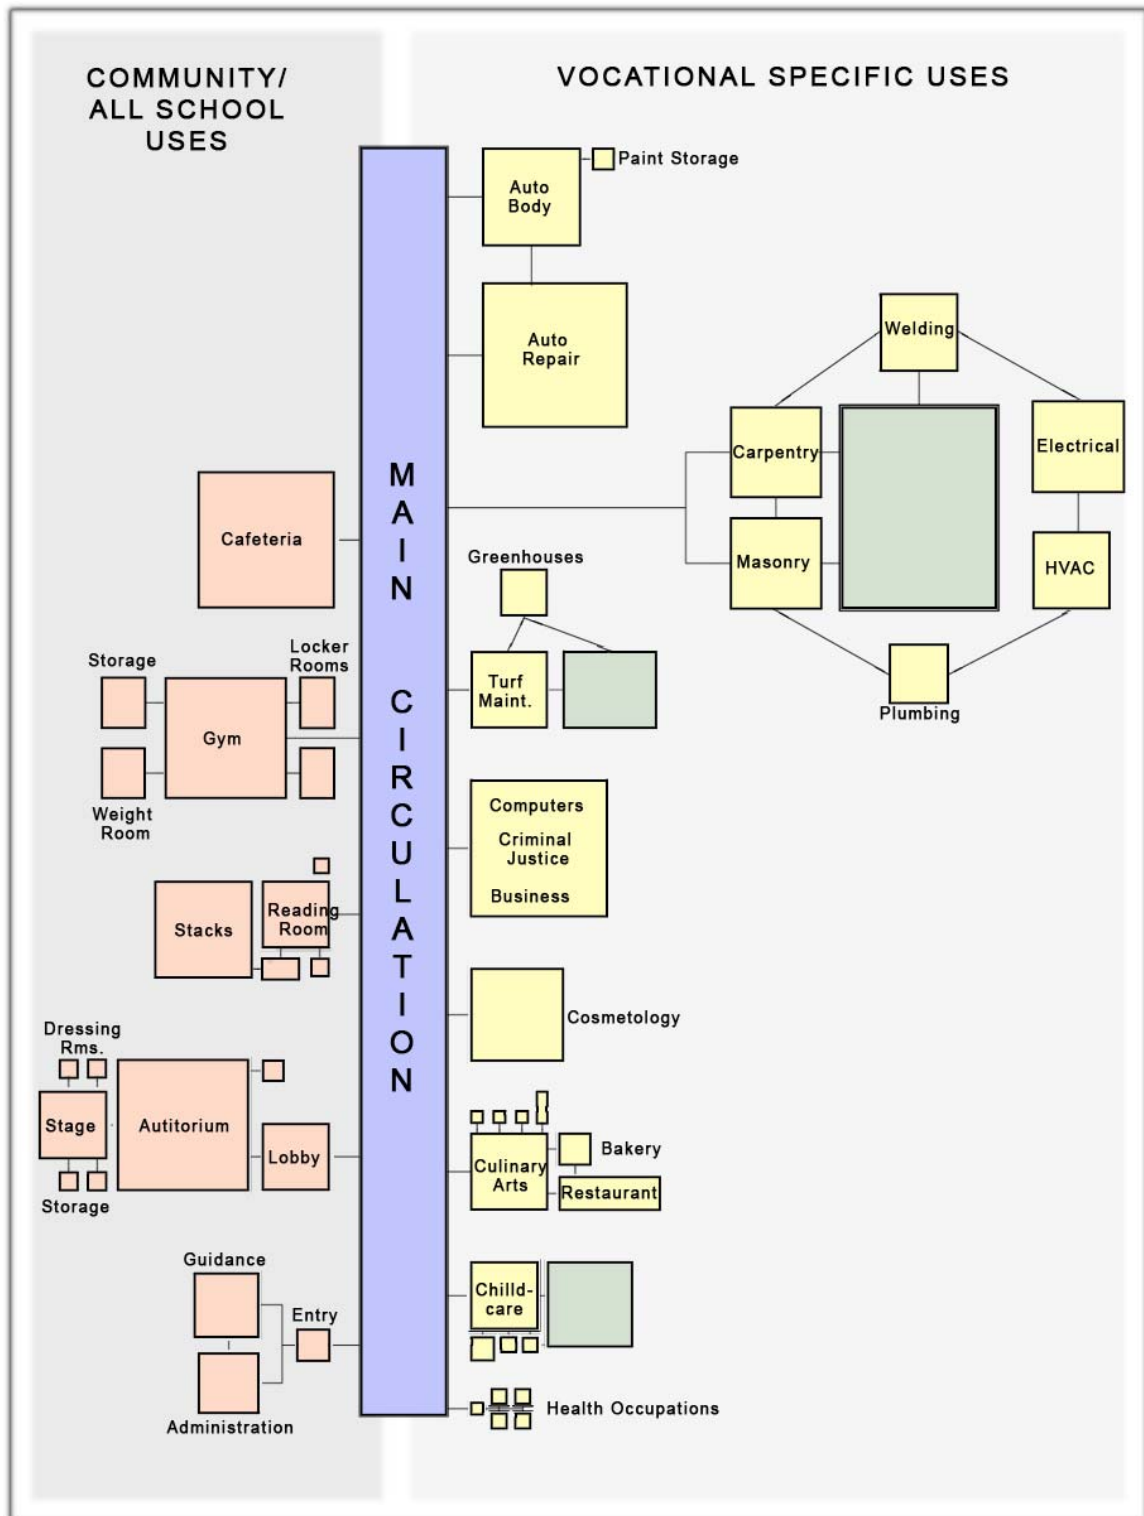 COMMUNITY/
ALL SCHOOL
USES
VOCATIONAL SPECIFIC USES
MAIN CIRCULATION
Auto
Body
Paint Storage
Auto
Repair
Welding
Carpentry
Electrical
Masonry
HVAC
Plumbing
Cafeteria
Greenhouses
Turf
Maint.
Storage
Locker
Rooms
Gym
Weight
Room
Computers
Criminal
Justice
Business
Stacks
Reading
Room
Cosmetology
Dressing
Rms.
Stage
Autitorium
Lobby
Storage
Culinary
Arts
Bakery
Restaurant
Guidance
Entry
Administration
Chilld-
care
Health Occupations